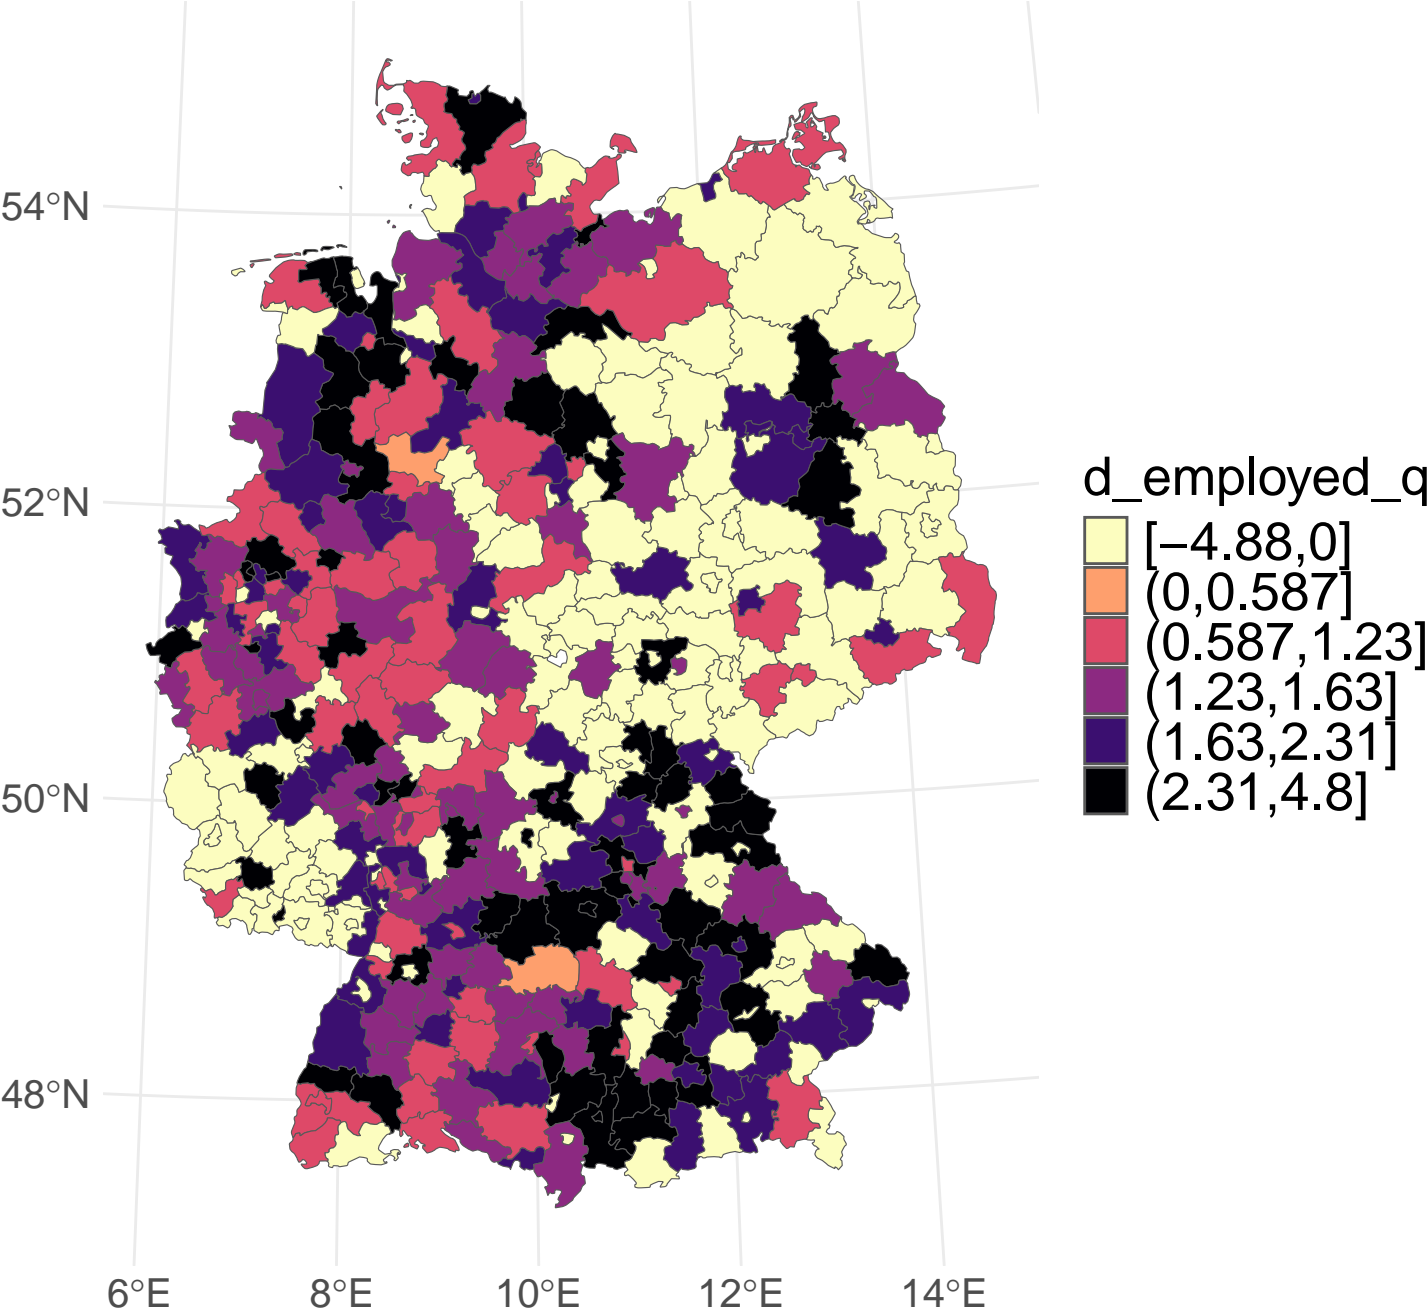 54°N
52°N
50°N
48°N
6°E
8°E
10°E
12°E
14°E
d_employed_q
[−4.88,0]
(0,0.587]
(0.587,1.23]
(1.23,1.63]
(1.63,2.31]
(2.31,4.8]